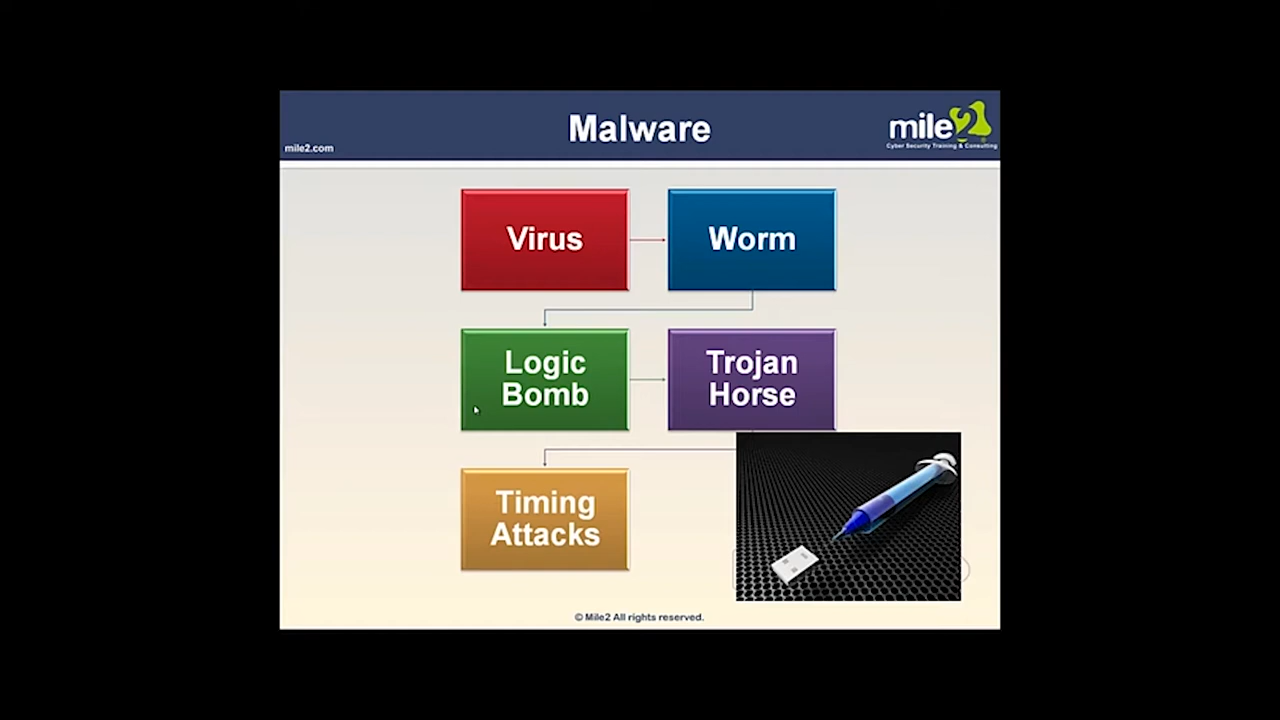 Malware
mile2
Cyber Security Training & Consulting
mile2.com
Virus
Worm
Logic
Bomb
Trojan
Horse
Timing
Attacks
© Mile2 All rights reserved.